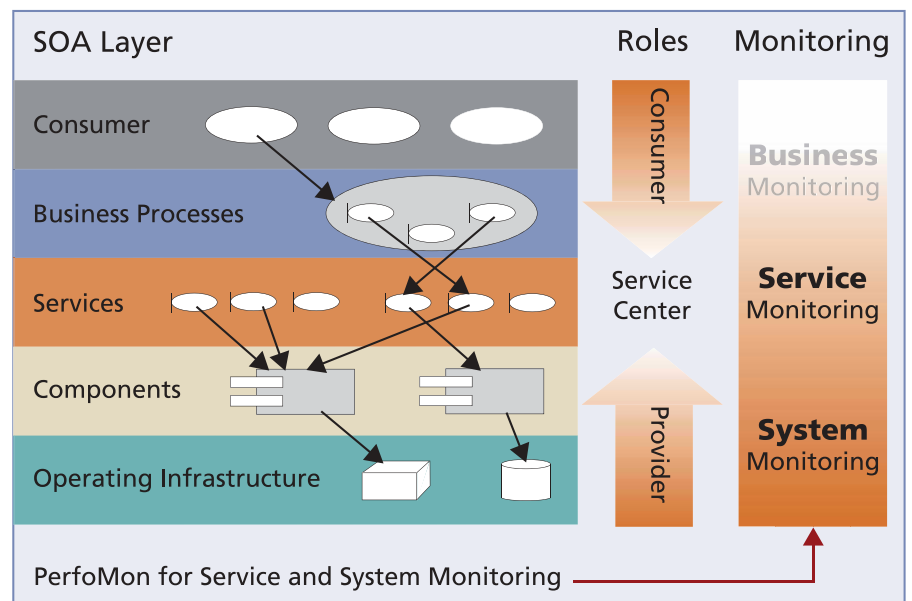 SOA Layer
Roles
Monitoring
Consumer
Business Processes
Services
Components
Operating Infrastructure
Consumer
Service
Center
Provider
Business
Monitoring
Service
Monitoring
System
Monitoring
PerfoMon for Service and System Monitoring